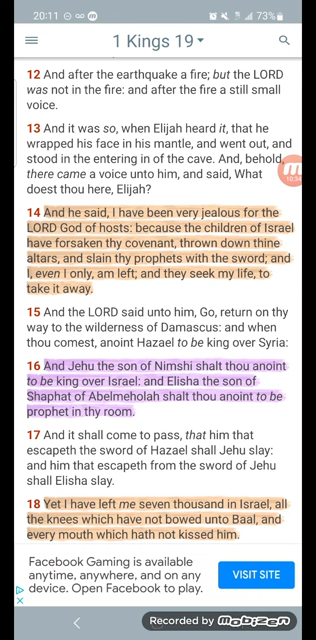 20:11
73%
1 Kings 19
12 And after the earthquake a fire; but the LORD
was not in the fire: and after the fire a still small
voice.
13 And it was so, when Elijah heard it, that he
wrapped his face in his mantle, and went out, and
stood in the entering in of the cave. And, behold,
there came a voice unto him, and said, What
doest thou here, Elijah?
14 And he said, I have been very jealous for the
LORD God of hosts: because the children of Israel
have forsaken thy covenant, thrown down thine
altars, and slain thy prophets with the sword; and
I, even I only, am left; and they seek my life, to
take it away.
15 And the LORD said unto him, Go, return on thy
way to the wilderness of Damascus: and when
thou comest, anoint Hazael to be king over Syria:
16 And Jehu the son of Nimshi shalt thou anoint
to be king over Israel: and Elisha the son of
Shaphat of Abelmeholah shalt thou anoint to be
prophet in thy room.
17 And it shall come to pass, that him that
escapeth the sword of Hazael shall Jehu slay:
and him that escapeth from the sword of Jehu
shall Elisha slay.
18 Yet I have left me seven thousand in Israel, all
the knees which have not bowed unto Baal, and
every mouth which hath not kissed him.
Facebook Gaming is available
anytime, anywhere, and on any
device. Open Facebook to play.
VISIT SITE
Recorded by Mobizen